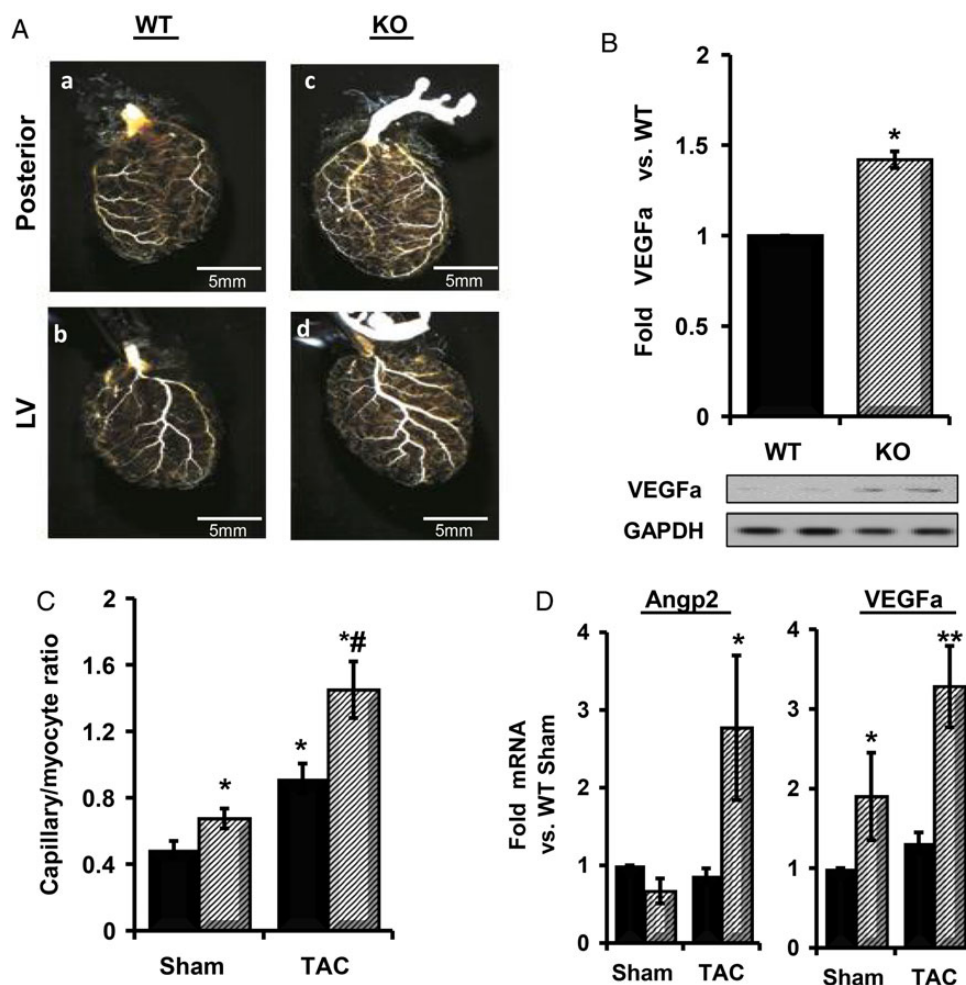 A
WT
KO
Posterior
a
c
5mm
5mm
LV
b
d
5mm
5mm
B
Fold VEGFa vs. WT
2
1.5
1
0.5
0
*
WT KO
VEGFa
GAPDH
C
Capillary/myocyte ratio
2
1.6
1.2
0.8
0.4
0
*
*
*#
Sham TAC
D
Angp2
VEGFa
Fold mRNA
vs. WT Sham
4
3
2
1
0
*
Sham TAC
4
3
2
1
0
*
**
Sham TAC